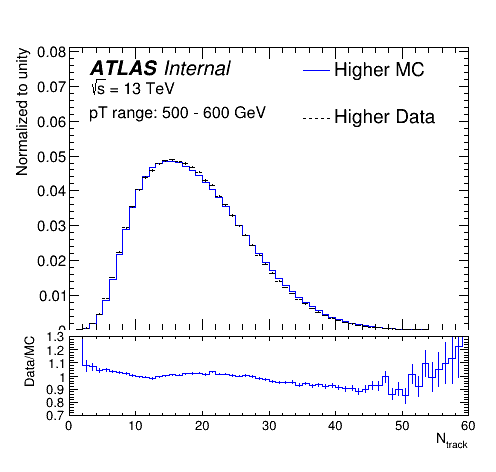 Normalized to unity
0.08
0.07
0.06
0.05
0.04
0.03
0.02
0.01
ATLAS Internal
√s = 13 TeV
pT range: 500 - 600 GeV
Higher MC
Higher Data
Data/MC
1.3
1.2
1.1
1
0.9
0.8
0.7
0 10 20 30 40 50 60
N_track